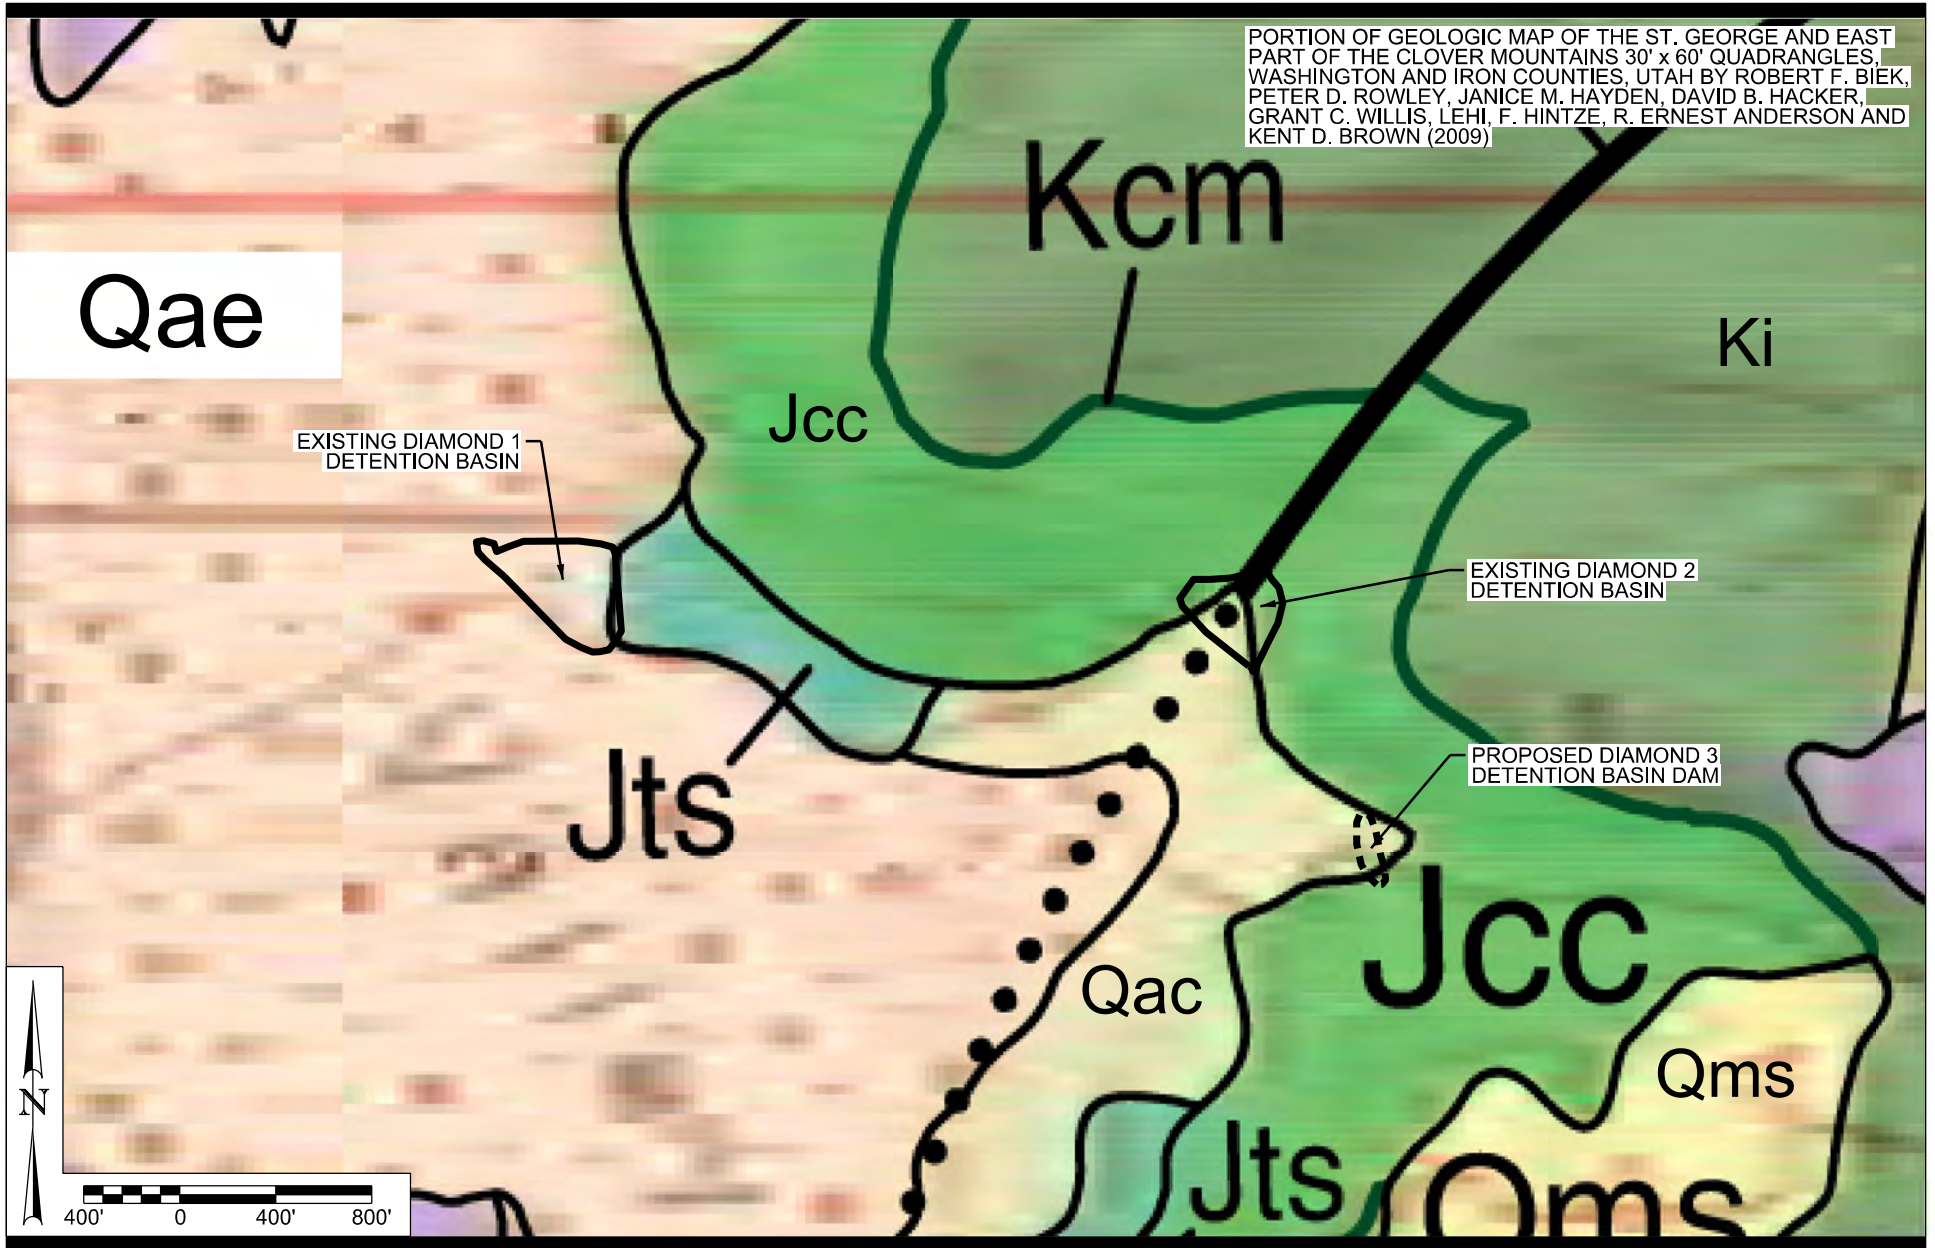 PORTION OF GEOLOGIC MAP OF THE ST. GEORGE AND EAST
PART OF THE CLOVER MOUNTAINS 30' x 60' QUADRANGLES,
WASHINGTON AND IRON COUNTIES, UTAH BY ROBERT F. BIEK,
PETER D. ROWLEY, JANICE M. HAYDEN, DAVID B. HACKER,
GRANT C. WILLIS, LEHI, F. HINTZE, R. ERNEST ANDERSON AND
KENT D. BROWN (2009)
Kcm
Qae
Ki
Jcc
EXISTING DIAMOND 1
DETENTION BASIN
EXISTING DIAMOND 2
DETENTION BASIN
PROPOSED DIAMOND 3
DETENTION BASIN DAM
Jts
Jcc
Qac
Qms
N
Jts
Qms
400' 0 400' 800'